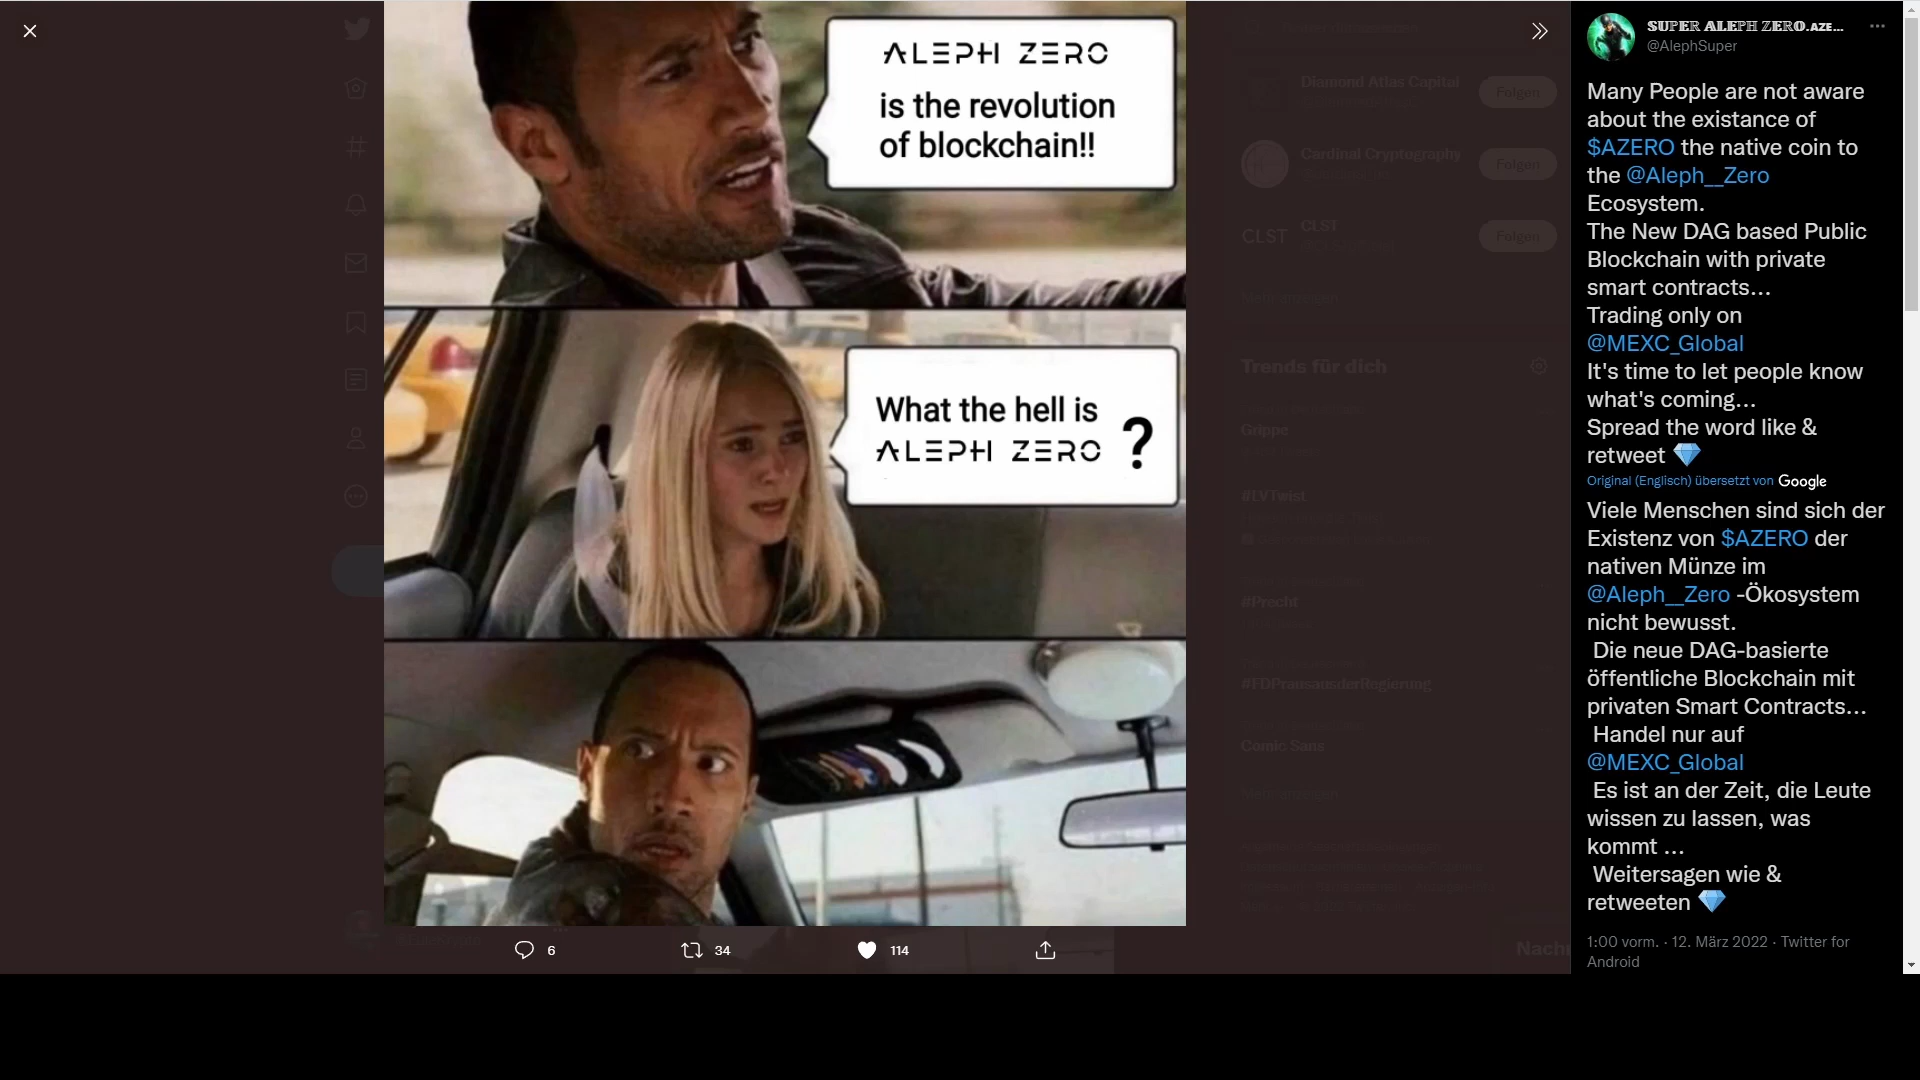 ALEPH ZERO
is the revolution
of blockchain!!
What the hell is
ALEPH ZERO ?
6
34
114
Diamond Atlas Capital
Folgen
Cardinal Cryptography
Folgen
CLST
CLST
Folgen
Mehr anzeigen
Trends für dich
Grippe
#LVTwist
#Precht
#FDPrausausderRegierung
Comic Sans
Mehr anzeigen
SUPER ALEPH ZERO.AZE...
@AlephSuper
Many People are not aware
about the existance of
$AZERO the native coin to
the @Aleph__Zero
Ecosystem.
The New DAG based Public
Blockchain with private
smart contracts...
Trading only on
@MEXC_Global
It's time to let people know
what's coming...
Spread the word like &
retweet 💎
Original (Englisch) übersetzt von Google
Viele Menschen sind sich der
Existenz von $AZERO der
nativen Münze im
@Aleph__Zero -Ökosystem
nicht bewusst.
Die neue DAG-basierte
öffentliche Blockchain mit
privaten Smart Contracts...
Handel nur auf
@MEXC_Global
Es ist an der Zeit, die Leute
wissen zu lassen, was
kommt ...
Weitersagen wie &
retweeten 💎
1:00 vorm. · 12. März 2022 · Twitter for
Android